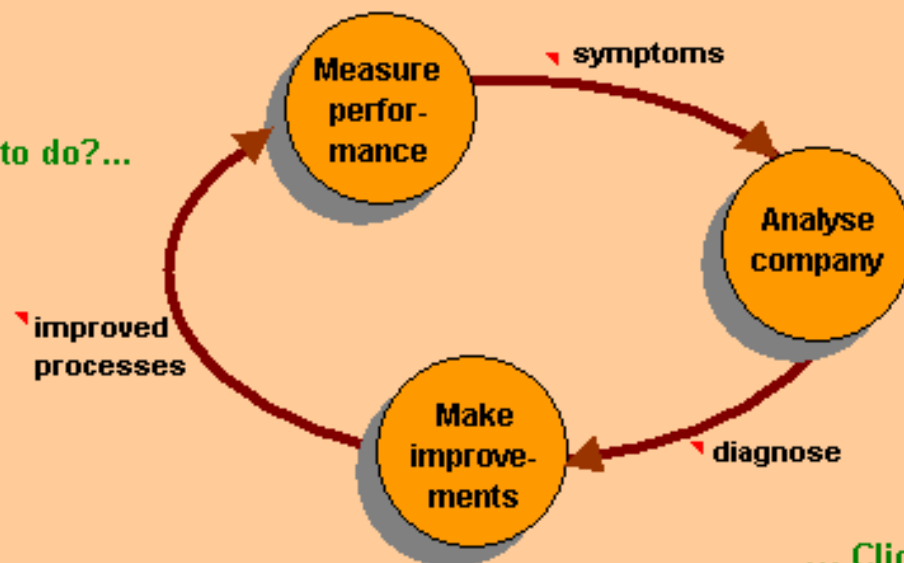 symptoms
Measure
perfor-
mance
to do?...
Analyse
company
improved
processes
Make
improve-
ments
diagnose